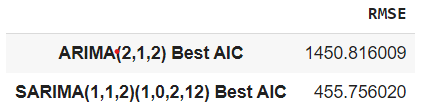 RMSE
ARIMA(2,1,2) Best AIC 1450.816009
SARIMA(1,1,2)(1,0,2,12) Best AIC 455.756020